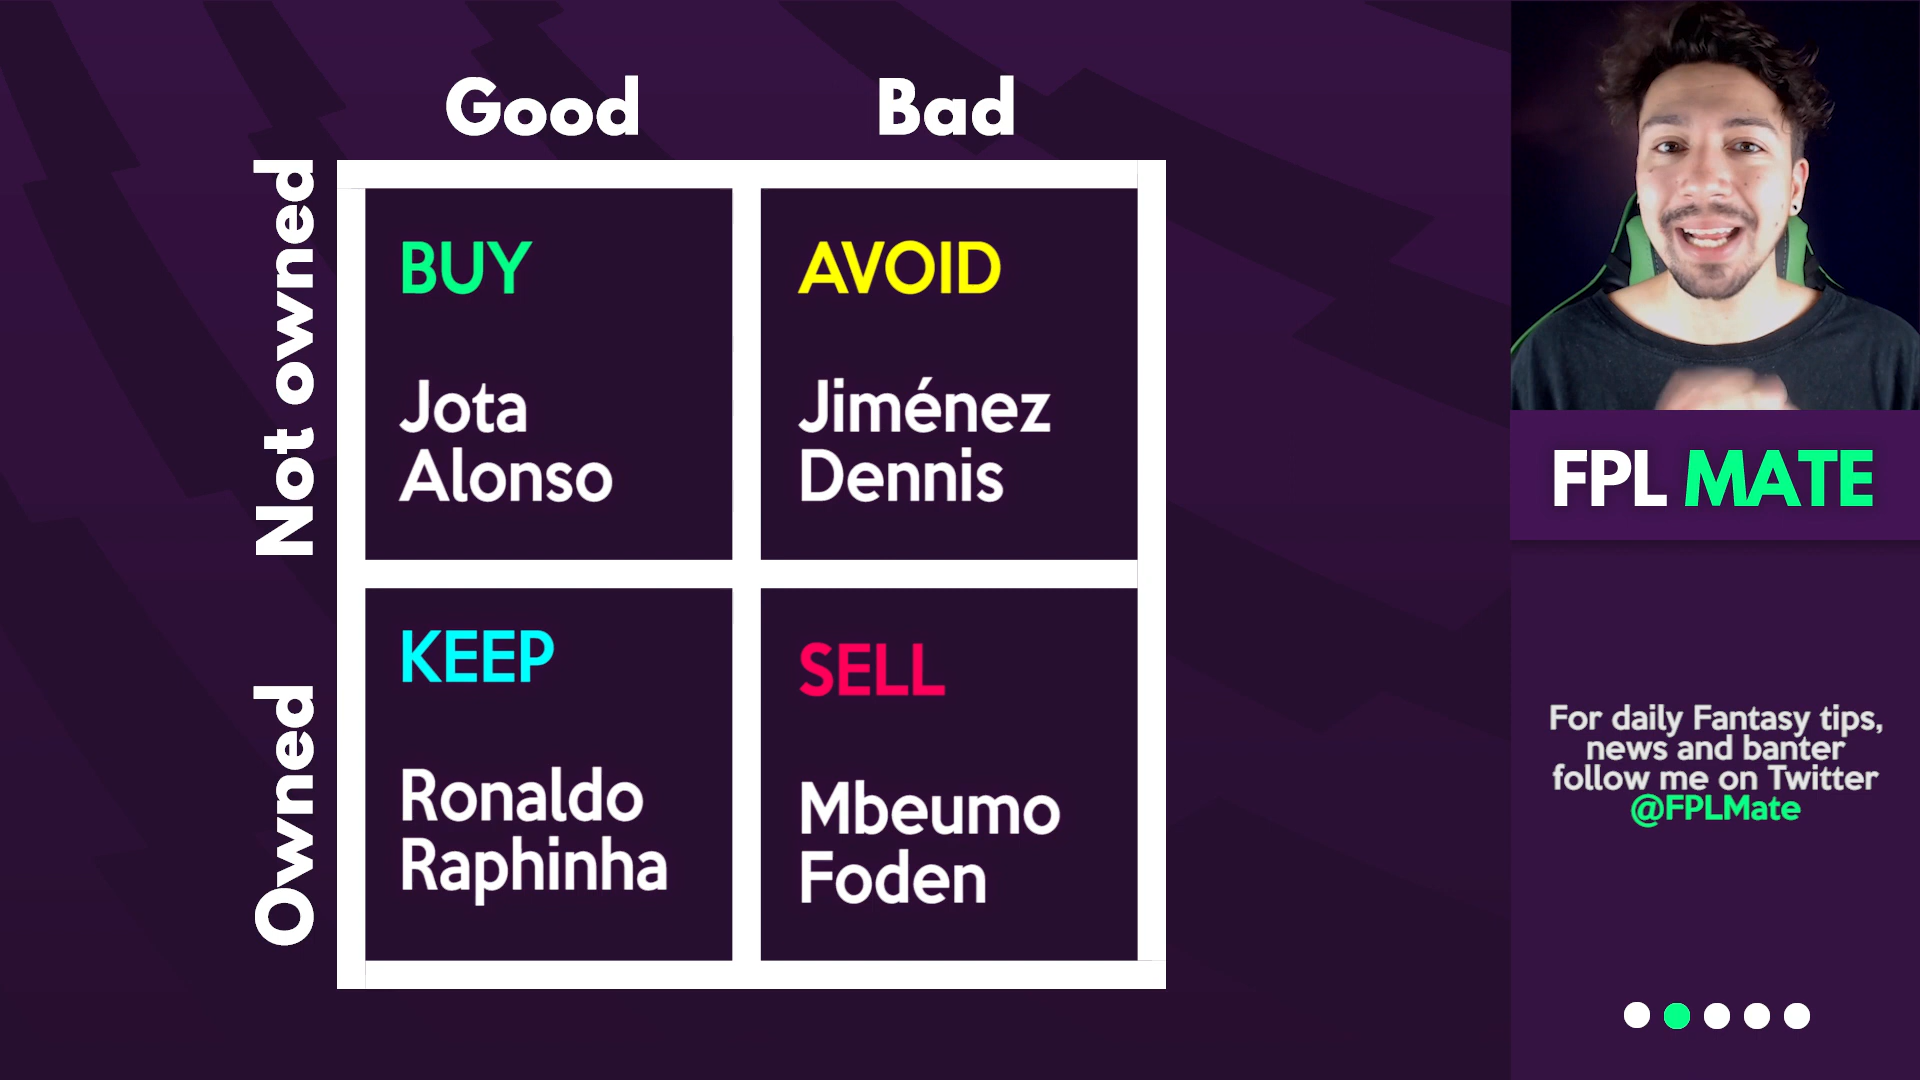 Good
Bad
Not owned
BUY
Jota
Alonso
AVOID
Jiménez
Dennis
Owned
KEEP
Ronaldo
Raphinha
SELL
Mbeumo
Foden
FPL MATE
For daily Fantasy tips,
news and banter
follow me on Twitter
@FPLMate